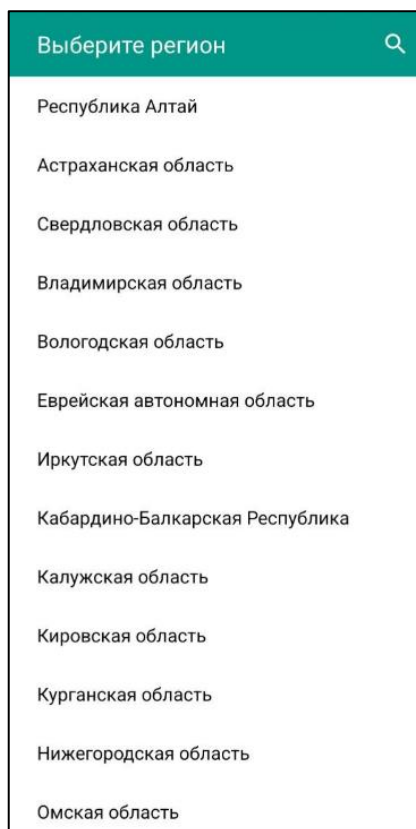 Выберите регион
Республика Алтай
Астраханская область
Свердловская область
Владимирская область
Вологодская область
Еврейская автономная область
Иркутская область
Кабардино-Балкарская Республика
Калужская область
Кировская область
Курганская область
Нижегородская область
Омская область